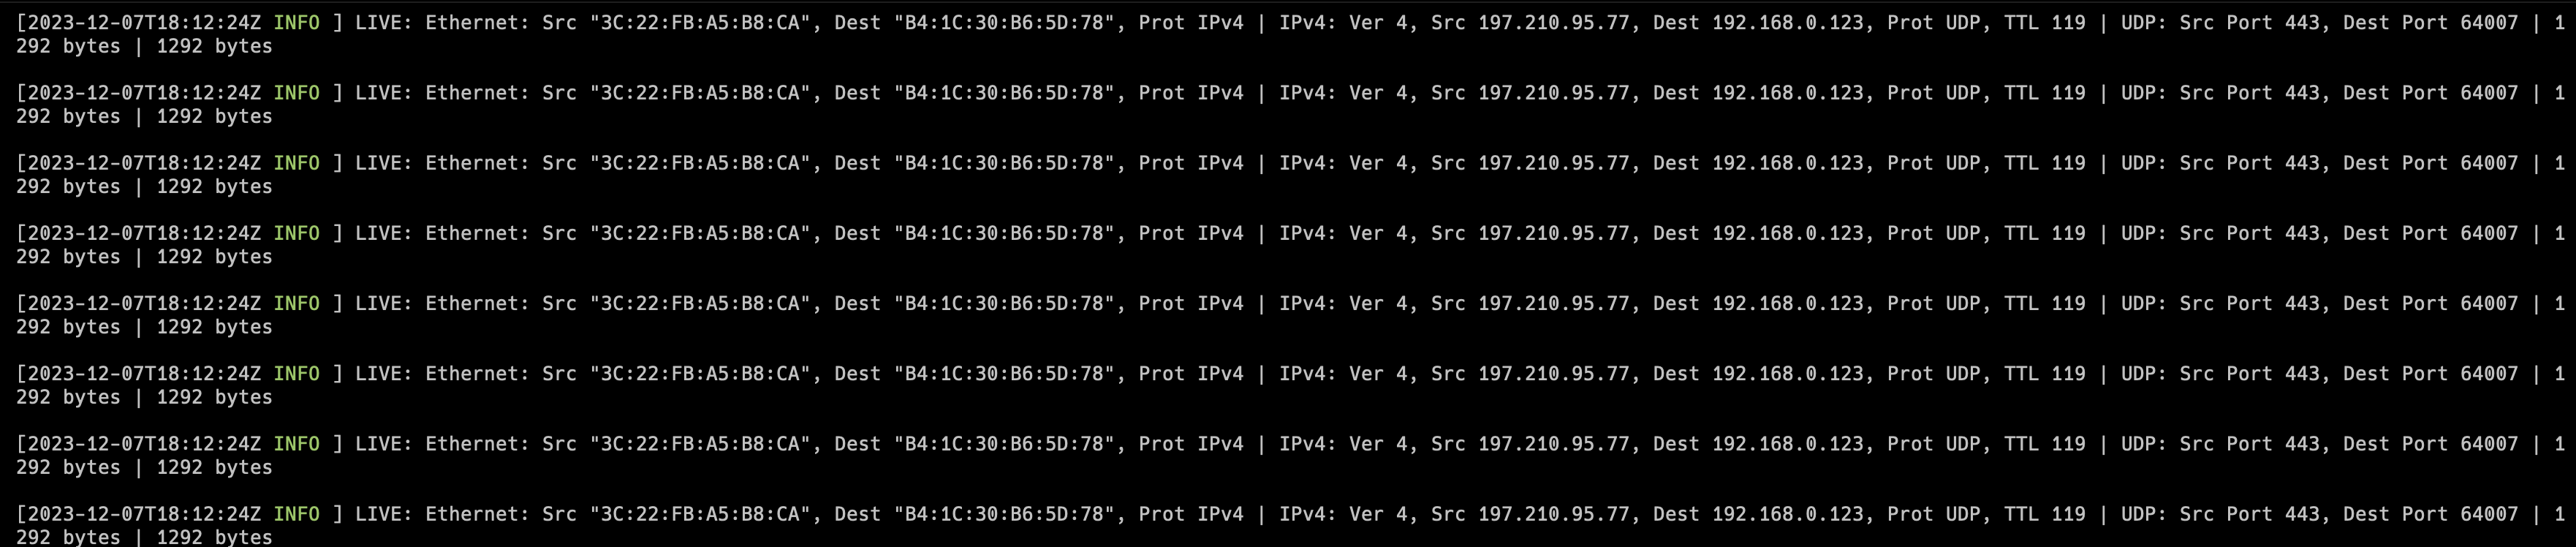 [2023-12-07T18:12:24Z INFO ] LIVE: Ethernet: Src "3C:22:FB:A5:B8:CA", Dest "B4:1C:30:B6:5D:78", Prot IPv4 | IPv4: Ver 4, Src 197.210.95.77, Dest 192.168.0.123, Prot UDP, TTL 119 | UDP: Src Port 443, Dest Port 64007 | 1
292 bytes | 1292 bytes
[2023-12-07T18:12:24Z INFO ] LIVE: Ethernet: Src "3C:22:FB:A5:B8:CA", Dest "B4:1C:30:B6:5D:78", Prot IPv4 | IPv4: Ver 4, Src 197.210.95.77, Dest 192.168.0.123, Prot UDP, TTL 119 | UDP: Src Port 443, Dest Port 64007 | 1
292 bytes | 1292 bytes
[2023-12-07T18:12:24Z INFO ] LIVE: Ethernet: Src "3C:22:FB:A5:B8:CA", Dest "B4:1C:30:B6:5D:78", Prot IPv4 | IPv4: Ver 4, Src 197.210.95.77, Dest 192.168.0.123, Prot UDP, TTL 119 | UDP: Src Port 443, Dest Port 64007 | 1
292 bytes | 1292 bytes
[2023-12-07T18:12:24Z INFO ] LIVE: Ethernet: Src "3C:22:FB:A5:B8:CA", Dest "B4:1C:30:B6:5D:78", Prot IPv4 | IPv4: Ver 4, Src 197.210.95.77, Dest 192.168.0.123, Prot UDP, TTL 119 | UDP: Src Port 443, Dest Port 64007 | 1
292 bytes | 1292 bytes
[2023-12-07T18:12:24Z INFO ] LIVE: Ethernet: Src "3C:22:FB:A5:B8:CA", Dest "B4:1C:30:B6:5D:78", Prot IPv4 | IPv4: Ver 4, Src 197.210.95.77, Dest 192.168.0.123, Prot UDP, TTL 119 | UDP: Src Port 443, Dest Port 64007 | 1
292 bytes | 1292 bytes
[2023-12-07T18:12:24Z INFO ] LIVE: Ethernet: Src "3C:22:FB:A5:B8:CA", Dest "B4:1C:30:B6:5D:78", Prot IPv4 | IPv4: Ver 4, Src 197.210.95.77, Dest 192.168.0.123, Prot UDP, TTL 119 | UDP: Src Port 443, Dest Port 64007 | 1
292 bytes | 1292 bytes
[2023-12-07T18:12:24Z INFO ] LIVE: Ethernet: Src "3C:22:FB:A5:B8:CA", Dest "B4:1C:30:B6:5D:78", Prot IPv4 | IPv4: Ver 4, Src 197.210.95.77, Dest 192.168.0.123, Prot UDP, TTL 119 | UDP: Src Port 443, Dest Port 64007 | 1
292 bytes | 1292 bytes
[2023-12-07T18:12:24Z INFO ] LIVE: Ethernet: Src "3C:22:FB:A5:B8:CA", Dest "B4:1C:30:B6:5D:78", Prot IPv4 | IPv4: Ver 4, Src 197.210.95.77, Dest 192.168.0.123, Prot UDP, TTL 119 | UDP: Src Port 443, Dest Port 64007 | 1
292 bytes | 1292 bytes